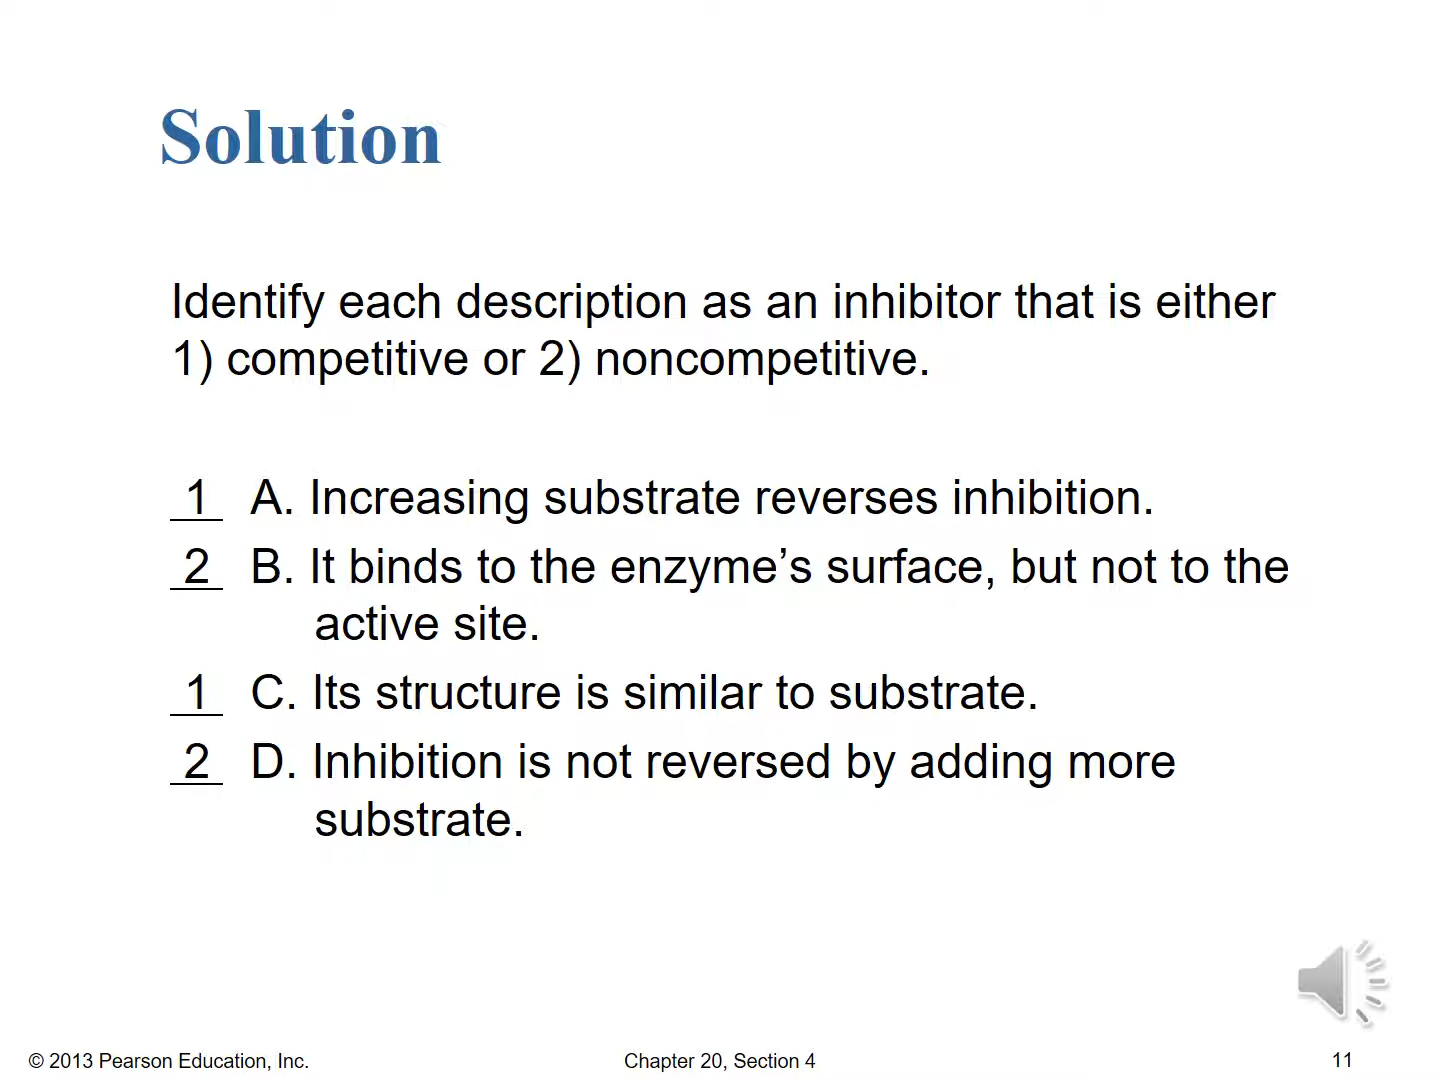 Solution
Identify each description as an inhibitor that is either
1) competitive or 2) noncompetitive.
1 A. Increasing substrate reverses inhibition.
2 B. It binds to the enzyme’s surface, but not to the
active site.
1 C. Its structure is similar to substrate.
2 D. Inhibition is not reversed by adding more
substrate.
© 2013 Pearson Education, Inc. Chapter 20, Section 4 11